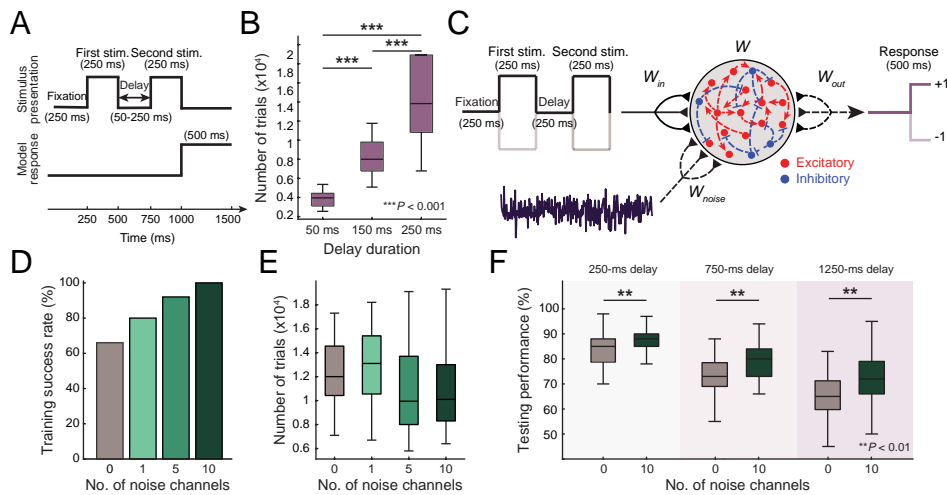 A
First stim.
(250 ms)
Second stim.
(250 ms)
Fixation
(250 ms)
Delay
(50-250 ms)
Stimulus
presentation
Model
response
(500 ms)
250 500 750 1000 1500
Time (ms)
B
***
***
***
Number of trials (x10⁴)
2
1.8
1.6
1.4
1.2
1
0.8
0.6
0.4
0.2
***P < 0.001
50 ms 150 ms 250 ms
Delay duration
C
First stim.
(250 ms)
Second stim.
(250 ms)
Fixation
(250 ms)
Delay
(250 ms)
W_in
W
W_out
W_noise
Excitatory
Inhibitory
Response
(500 ms)
+1
-1
D
Training success rate (%)
100
80
60
40
20
0
0 1 5 10
No. of noise channels
E
Number of trials (x10⁴)
1.8
1.6
1.4
1.2
1
0.8
0.6
0 1 5 10
No. of noise channels
F
250-ms delay 750-ms delay 1250-ms delay
** ** **
Testing performance (%)
100
90
80
70
60
50
**P < 0.01
0 10 0 10 0 10
No. of noise channels